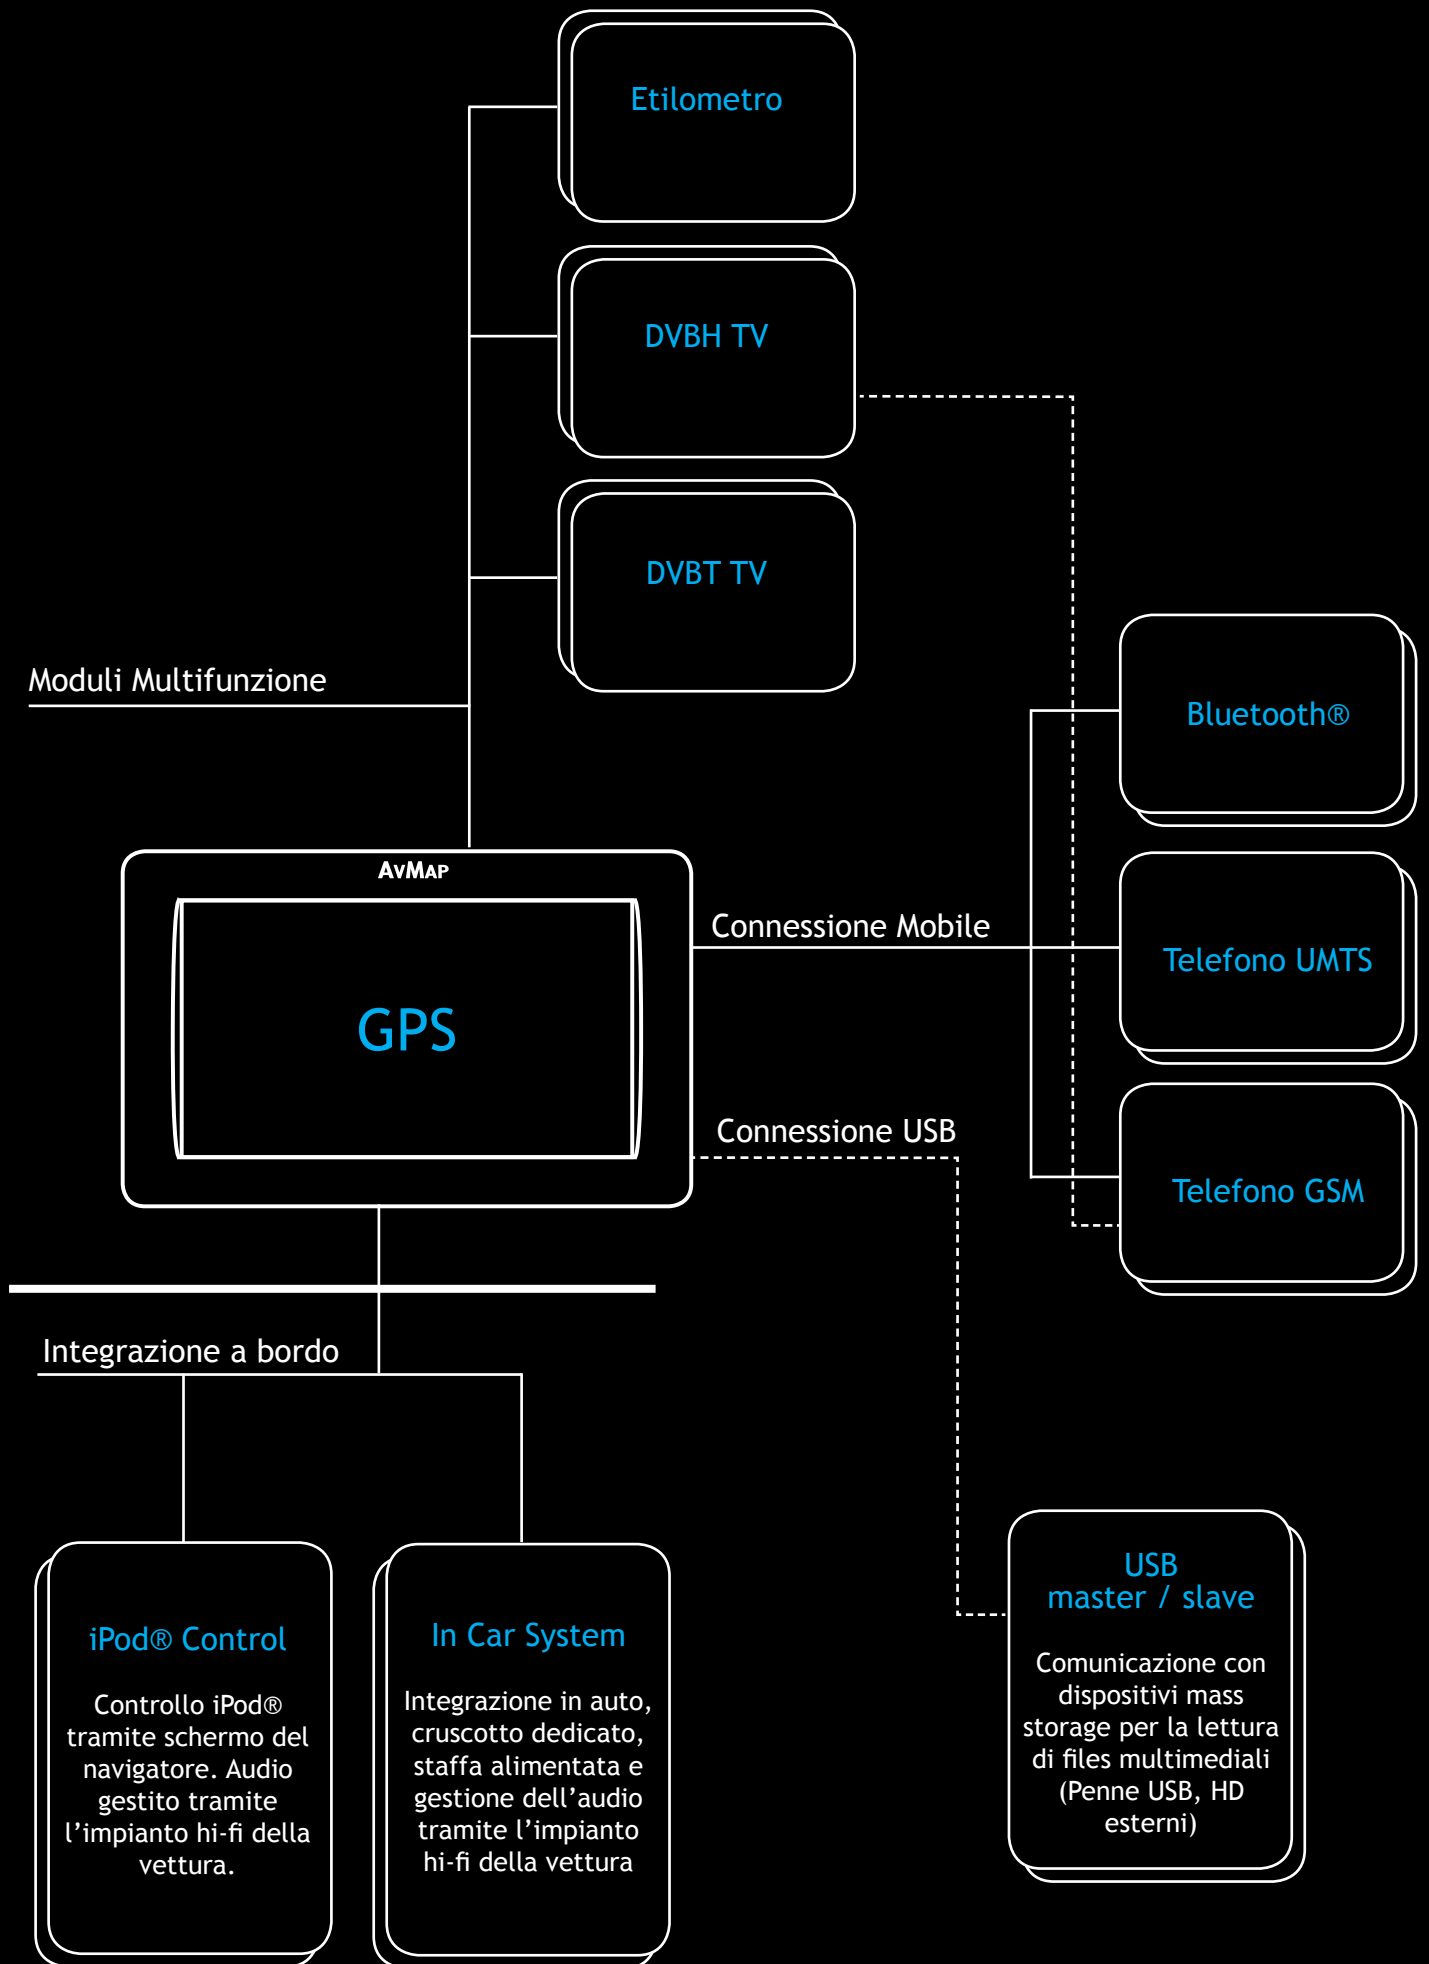 Etilometro
DVBH TV
DVBT TV
Moduli Multifunzione
Bluetooth®
AvMap
Connessione Mobile
Telefono UMTS
GPS
Connessione USB
Telefono GSM
Integrazione a bordo
iPod® Control
Controllo iPod®
tramite schermo del
navigatore. Audio
gestito tramite
l’impianto hi-fi della
vettura.
In Car System
Integrazione in auto,
cruscotto dedicato,
staffa alimentata e
gestione dell’audio
tramite l’impianto
hi-fi della vettura
USB
master / slave
Comunicazione con
dispositivi mass
storage per la lettura
di files multimediali
(Penne USB, HD
esterni)